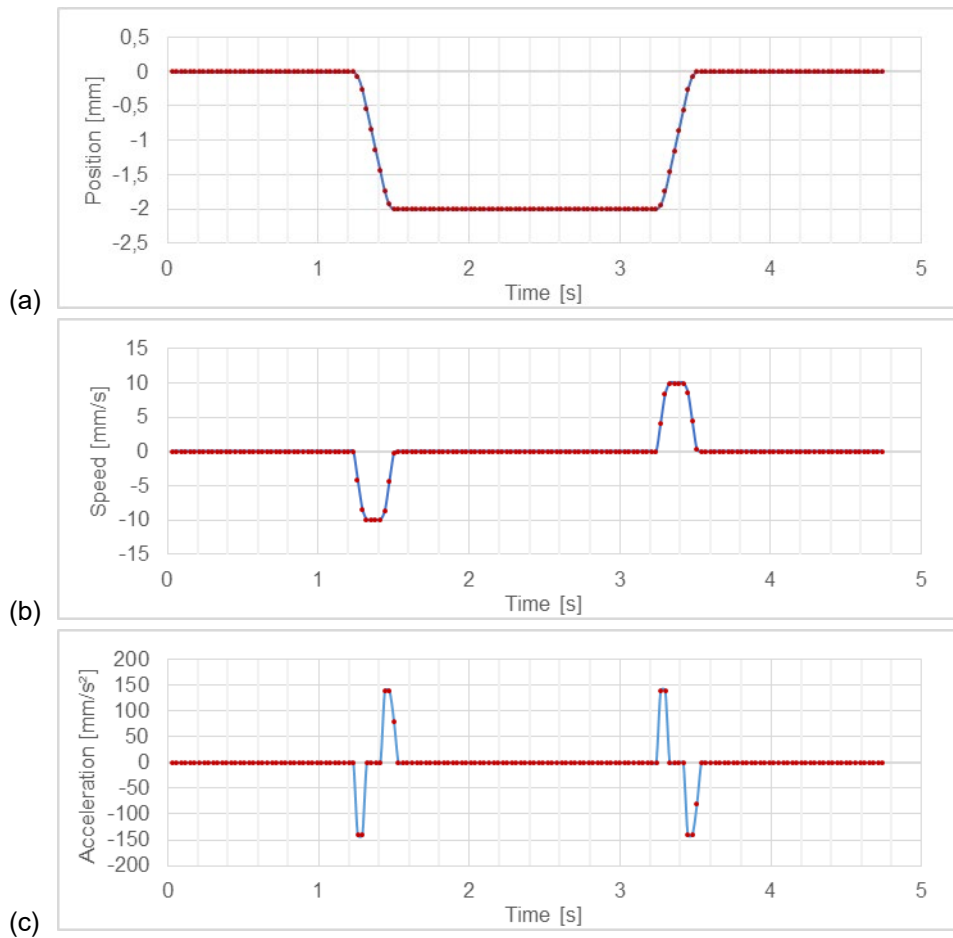 0,5
0
-0,5
-1
-1,5
-2
-2,5
Position [mm]
0 1 2 3 4 5
Time [s]
(a)
15
10
5
0
-5
-10
-15
Speed [mm/s]
0 1 2 3 4 5
Time [s]
(b)
200
150
100
50
0
-50
-100
-150
-200
Acceleration [mm/s²]
0 1 2 3 4 5
Time [s]
(c)